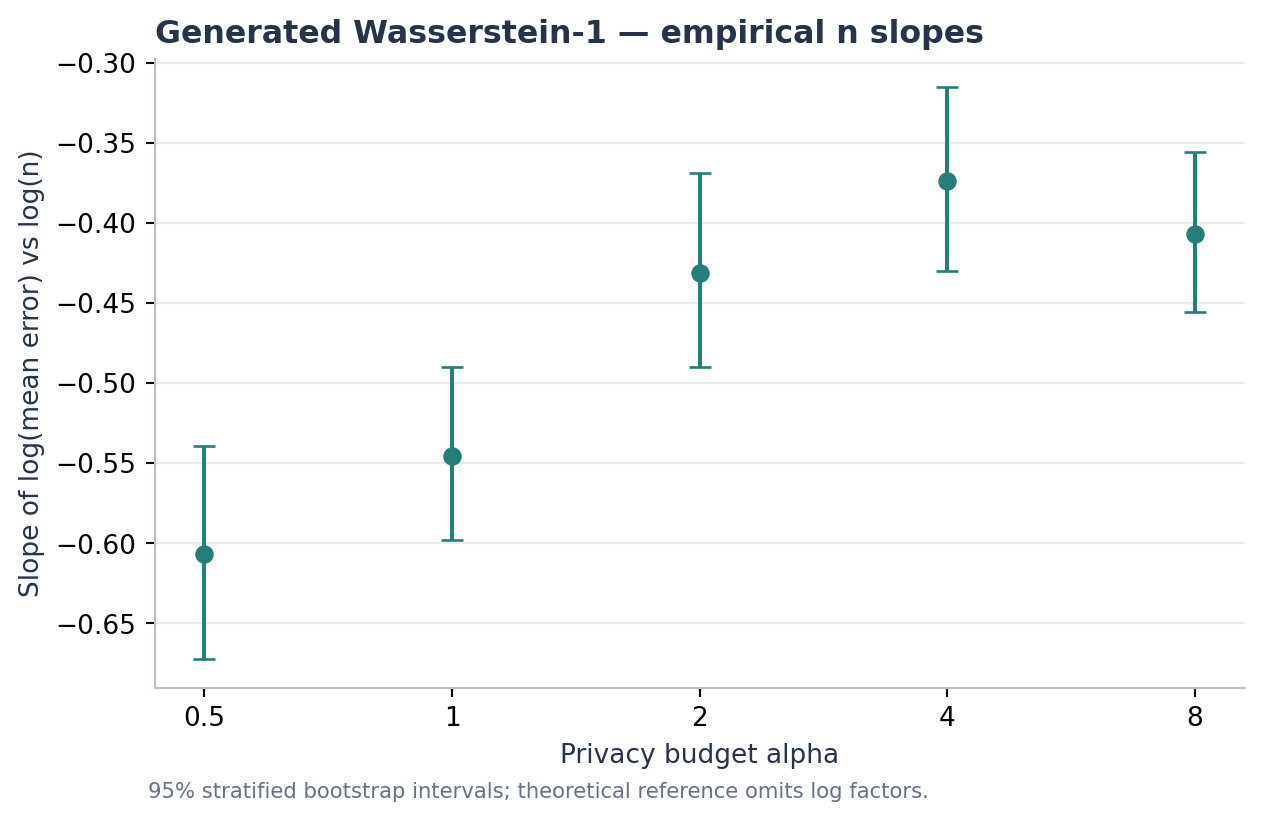 Generated Wasserstein-1 — empirical n slopes
Slope of log(mean error) vs log(n)
−0.30
−0.35
−0.40
−0.45
−0.50
−0.55
−0.60
−0.65
0.5 1 2 4 8
Privacy budget alpha
95% stratified bootstrap intervals; theoretical reference omits log factors.